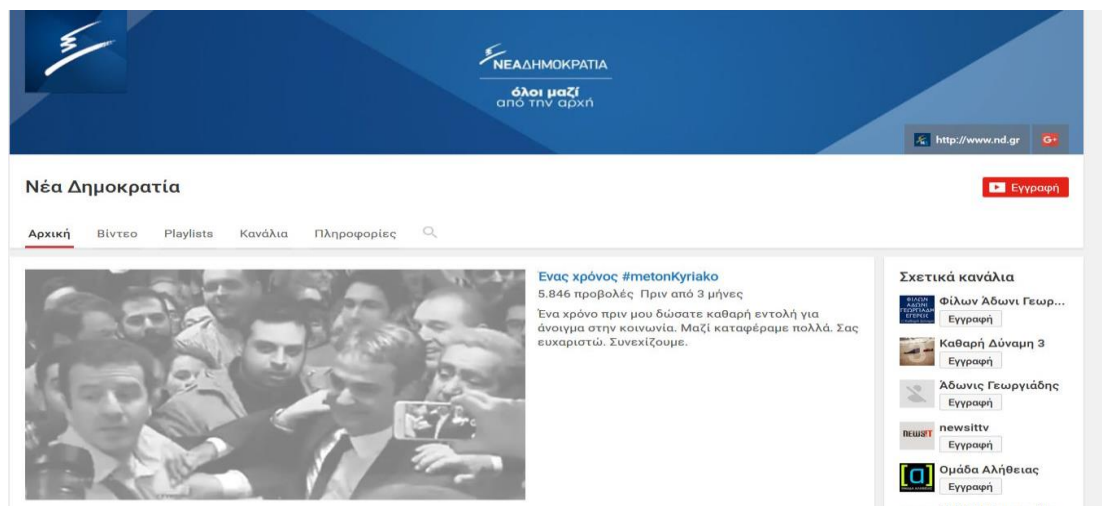 ΝΕΑΔΗΜΟΚΡΑΤΙΑ
όλοι μαζί
από την αρχή
http://www.nd.gr
G+
Νέα Δημοκρατία
Εγγραφή
Αρχική Βίντεο Playlists Κανάλια Πληροφορίες
Ένας χρόνος #metonKyriako
5.846 προβολές Πριν από 3 μήνες
Ένα χρόνο πριν μου δώσατε καθαρή εντολή για
άνοιγμα στην κοινωνία. Μαζί καταφέραμε πολλά. Σας
ευχαριστώ. Συνεχίζουμε.
Σχετικά κανάλια
Φίλων Άδωνι Γεωρ...
Εγγραφή
Καθαρή Δύναμη 3
Εγγραφή
Άδωνις Γεωργιάδης
Εγγραφή
newsittv
Εγγραφή
Ομάδα Αλήθειας
Εγγραφή